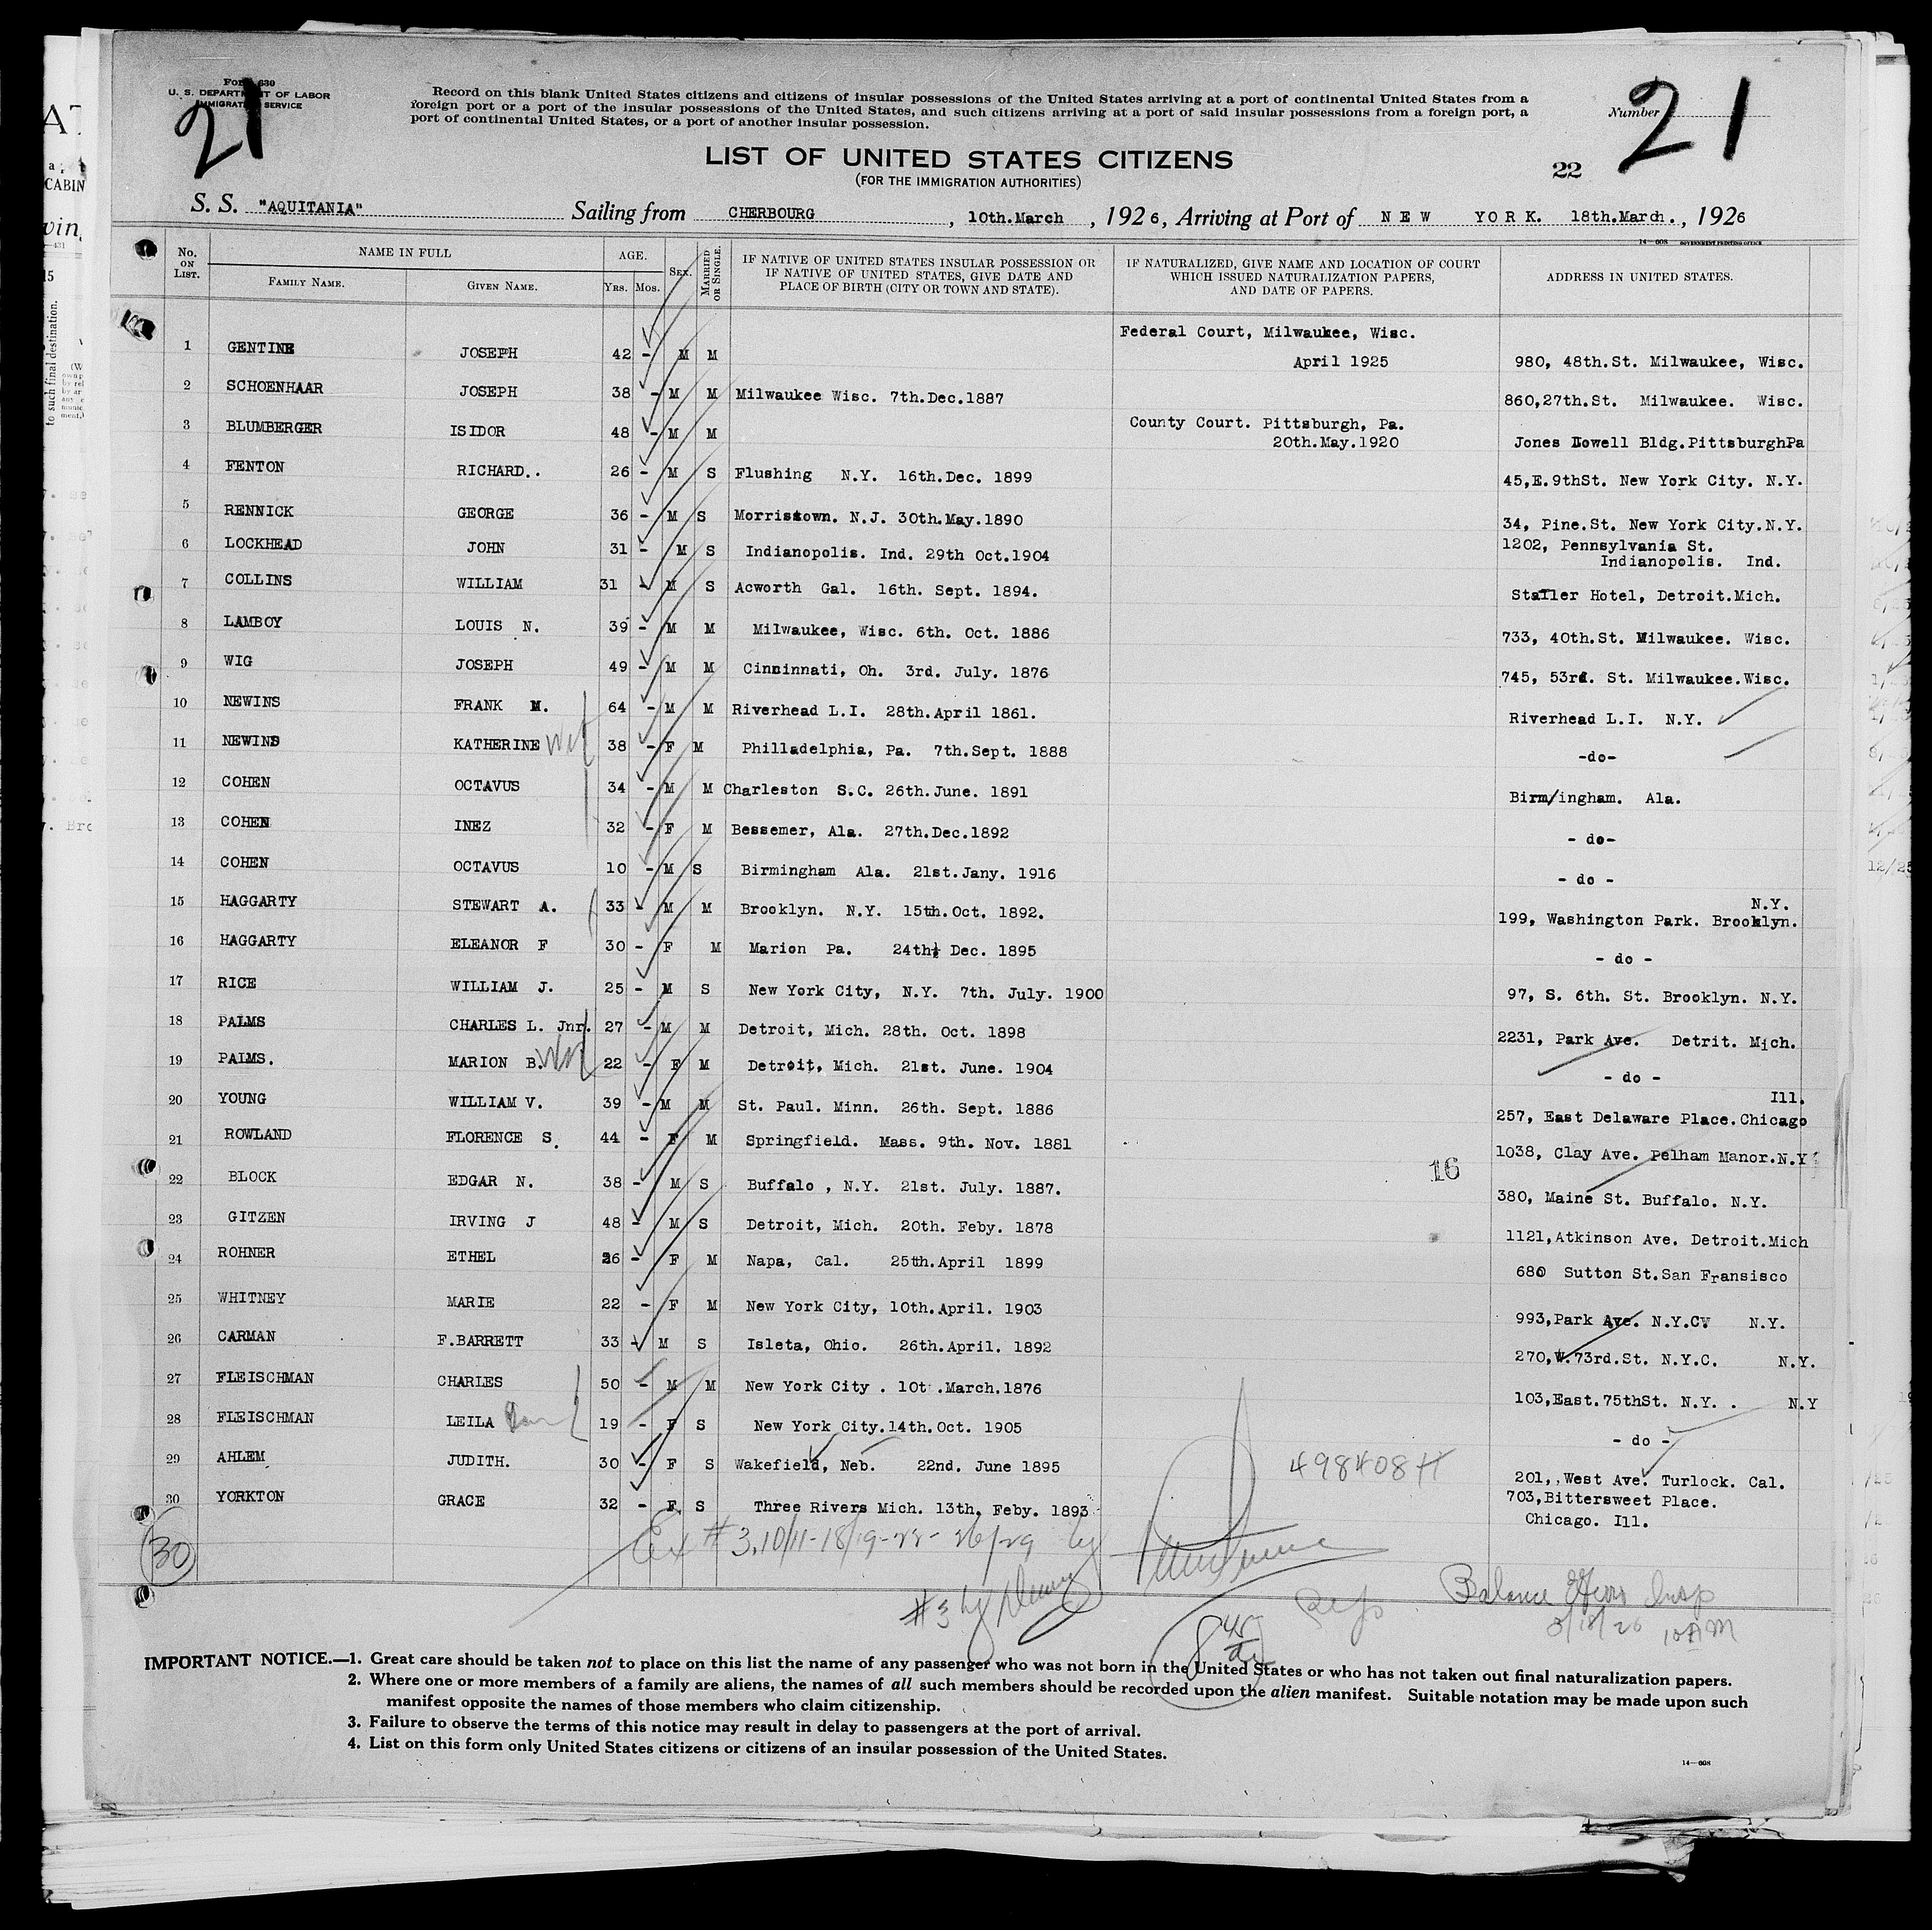 Form 630
U. S. DEPARTMENT OF LABOR
IMMIGRATION SERVICE
21
Record on this blank United States citizens and citizens of insular possessions of the United States arriving at a port of continental United States from a
foreign port or a port of the insular possessions of the United States, and such citizens arriving at a port of said insular possessions from a foreign port, a
port of continental United States, or a port of another insular possession.
Number 21
LIST OF UNITED STATES CITIZENS
(FOR THE IMMIGRATION AUTHORITIES)
22
S. S. "AQUITANIA" Sailing from CHERBOURG, 10th.March, 1926, Arriving at Port of NEW YORK. 18th.March., 1926
14—608 GOVERNMENT PRINTING OFFICE
No. ON LIST. NAME IN FULL FAMILY NAME. GIVEN NAME. AGE. YRS. MOS. SEX. MARRIED OR SINGLE. IF NATIVE OF UNITED STATES INSULAR POSSESSION OR IF NATIVE OF UNITED STATES, GIVE DATE AND PLACE OF BIRTH (CITY OR TOWN AND STATE). IF NATURALIZED, GIVE NAME AND LOCATION OF COURT WHICH ISSUED NATURALIZATION PAPERS, AND DATE OF PAPERS. ADDRESS IN UNITED STATES.
1 GENTINE JOSEPH 42 - M M Federal Court, Milwaukee, Wisc. April 1925 980, 48th.St. Milwaukee, Wisc.
2 SCHOENHAAR JOSEPH 38 - M M Milwaukee Wisc. 7th.Dec.1887 860,27th.St. Milwaukee. Wisc.
3 BLUMBERGER ISIDOR 48 - M M County Court. Pittsburgh, Pa. 20th.May.1920 Jones Lowell Bldg.PittsburghPa
4 FENTON RICHARD.. 26 - M S Flushing N.Y. 16th.Dec. 1899 45,E.9thSt. New York City. N.Y.
5 RENNICK GEORGE 36 - M S Morristown. N.J. 30th.May.1890 34, Pine.St. New York City.N.Y.
6 LOCKHEAD JOHN 31 - M S Indianopolis. Ind. 29th Oct.1904 1202, Pennsylvania St. Indianopolis. Ind.
7 COLLINS WILLIAM 31 - M S Acworth Gal. 16th. Sept. 1894. Statler Hotel, Detroit.Mich.
8 LAMBOY LOUIS N. 39 - M M Milwaukee, Wisc. 6th. Oct. 1886 733, 40th.St. Milwaukee. Wisc.
9 WIG JOSEPH 49 - M M Cincinnati, Oh. 3rd. July. 1876 745, 53rd. St. Milwaukee.Wisc.
10 NEWINS FRANK M. 64 - M M Riverhead L.I. 28th.April 1861. Riverhead L.I. N.Y.
11 NEWINS KATHERINE 38 - F M Philladelphia, Pa. 7th.Sept. 1888 -do-
12 COHEN OCTAVUS 34 - M M Charleston S.C. 26th.June. 1891 Birm/ingham. Ala.
13 COHEN INEZ 32 - F M Bessemer, Ala. 27th.Dec.1892 - do-
14 COHEN OCTAVUS 10 - M S Birmingham Ala. 21st.Jany. 1916 - do -
15 HAGGARTY STEWART A. 33 - M M Brooklyn. N.Y. 15th.Oct. 1892. 199, Washington Park. Brooklyn. N.Y.
16 HAGGARTY ELEANOR F 30 - F M Marion Pa. 24th. Dec. 1895 - do -
17 RICE WILLIAM J. 25 - M S New York City, N.Y. 7th. July. 1900 97, S. 6th. St. Brooklyn. N.Y.
18 PALMS CHARLES L. Jnr. 27 - M M Detroit, Mich. 28th. Oct. 1898 2231, Park Ave. Detrit. Mich.
19 PALMS. MARION B. 22 - F M Detroit, Mich. 21st. June. 1904 - do -
20 YOUNG WILLIAM V. 39 - M M St. Paul. Minn. 26th. Sept. 1886 257, East Delaware Place.Chicago Ill.
21 ROWLAND FLORENCE S. 44 - F M Springfield. Mass. 9th. Nov. 1881 1038, Clay Ave. Pelham Manor.N.Y
16
22 BLOCK EDGAR N. 38 - M S Buffalo , N.Y. 21st. July. 1887. 380, Maine St. Buffalo. N.Y.
23 GITZEN IRVING J 48 - M S Detroit, Mich. 20th. Feby. 1878 1121,Atkinson Ave. Detroit.Mich
24 ROHNER ETHEL 26 - F M Napa, Cal. 25th.April 1899 680 Sutton St.San Fransisco
25 WHITNEY MARIE 22 - F M New York City, 10th.April. 1903 993,Park Ave. N.Y.C. N.Y.
26 CARMAN F.BARRETT 33 - M S Isleta, Ohio. 26th.April. 1892 270,W.73rd.St. N.Y.C. N.Y.
27 FLEISCHMAN CHARLES 50 - M M New York City . 10t .March.1876 103,East.75thSt. N.Y. . N.Y
28 FLEISCHMAN LEILA 19 - F S New York City.14th.Oct. 1905 - do -
29 AHLEM JUDITH. 30 - F S Wakefield, Neb. 22nd. June 1895 201,,West Ave. Turlock. Cal.
498408H
30 YORKTON GRACE 32 - F S Three Rivers Mich. 13th. Feby. 1893 703,Bittersweet Place. Chicago. Ill.
30
Ex # 3,10/11-18/19-22-26/29 by
#3 by
Balance Insp
3/18/26 10AM
8 45
IMPORTANT NOTICE.—1. Great care should be taken not to place on this list the name of any passenger who was not born in the United States or who has not taken out final naturalization papers.
2. Where one or more members of a family are aliens, the names of all such members should be recorded upon the alien manifest. Suitable notation may be made upon such
manifest opposite the names of those members who claim citizenship.
3. Failure to observe the terms of this notice may result in delay to passengers at the port of arrival.
4. List on this form only United States citizens or citizens of an insular possession of the United States.
14—608